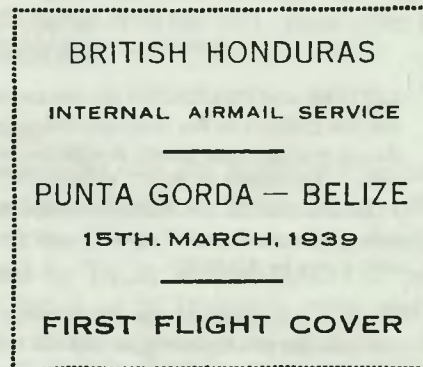 BRITISH HONDURAS
INTERNAL AIRMAIL SERVICE
PUNTA GORDA — BELIZE
15TH. MARCH, 1939
FIRST FLIGHT COVER